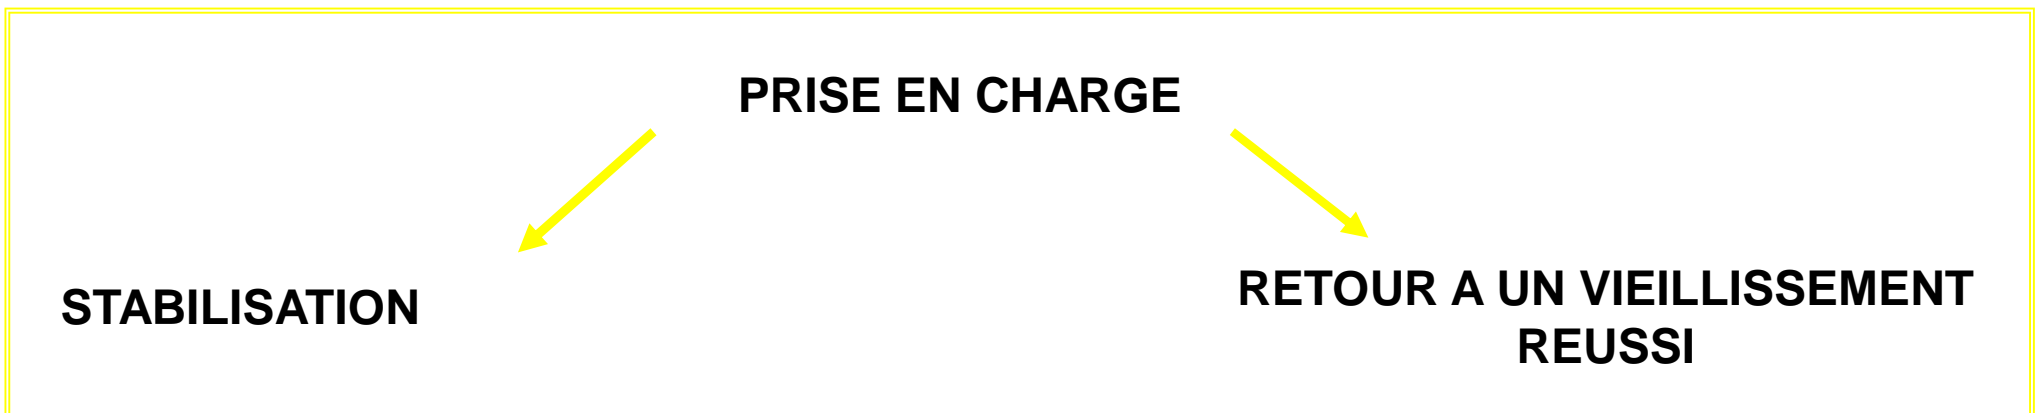 PRISE EN CHARGE
STABILISATION
RETOUR A UN VIEILLISSEMENT
REUSSI